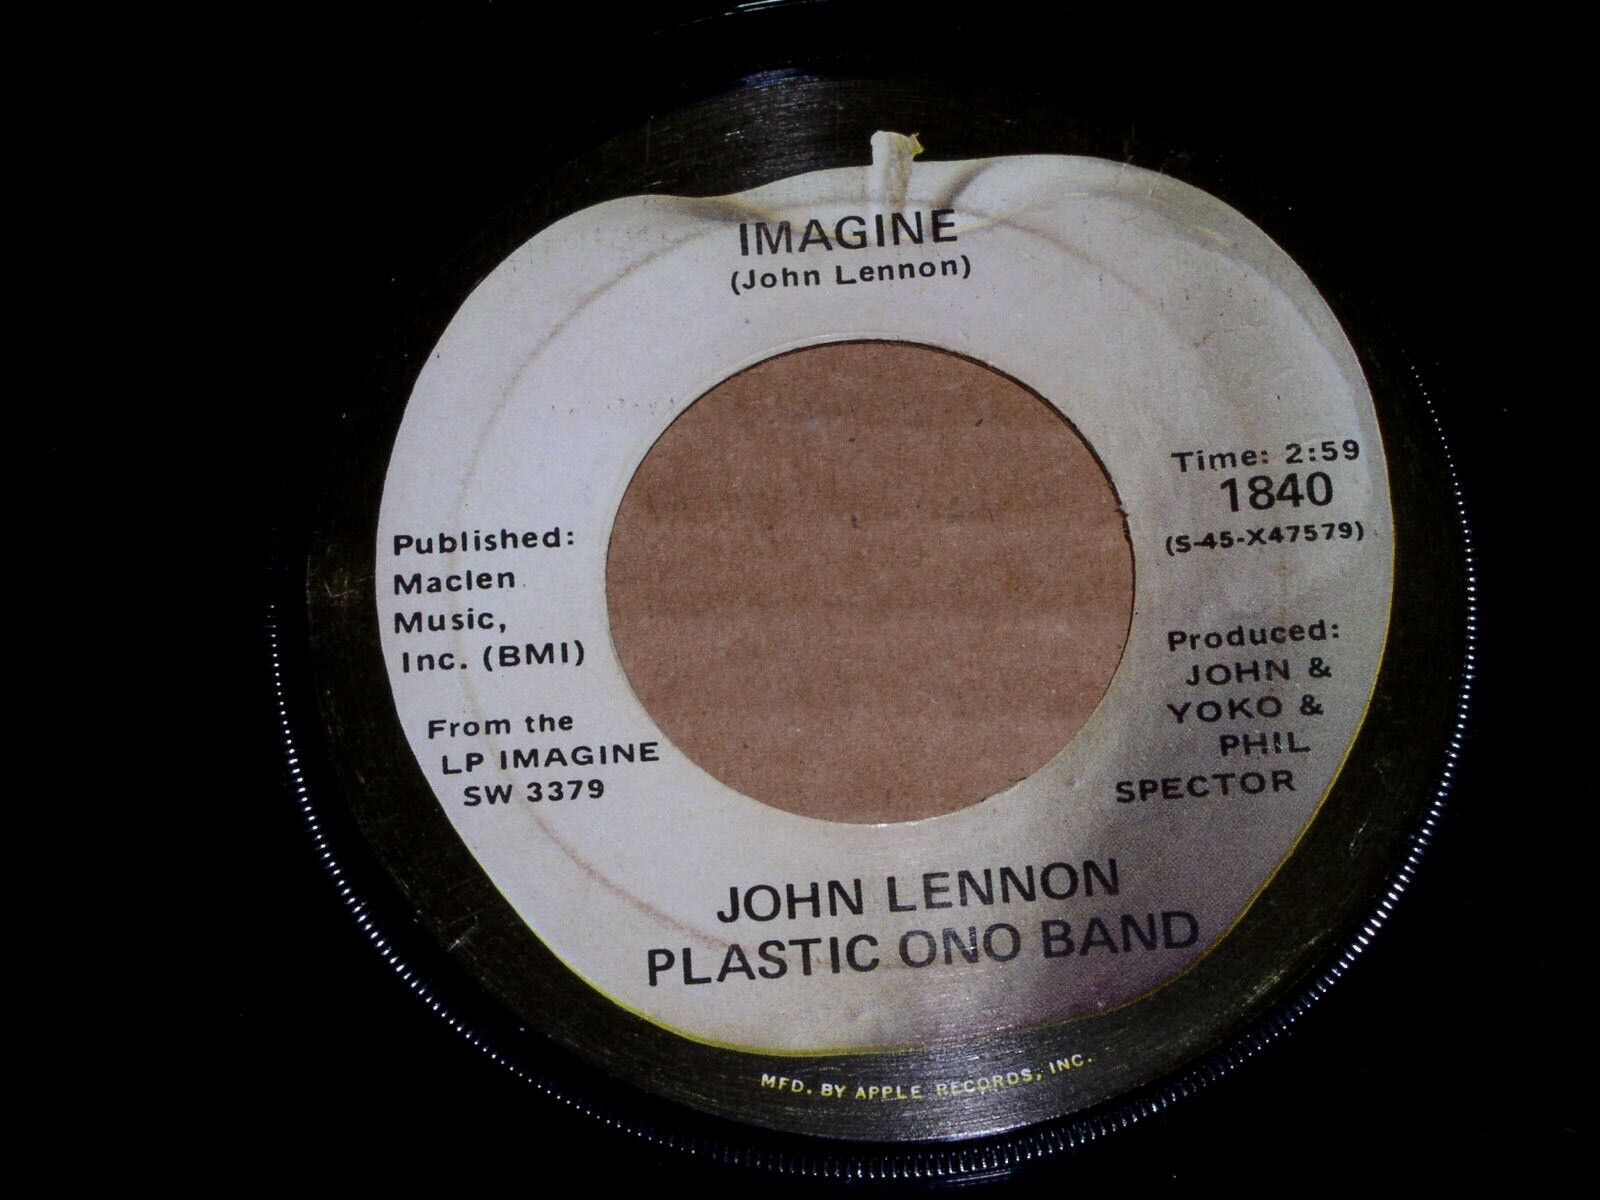 IMAGINE
(John Lennon)
Time: 2:59
1840
(S-45-X47579)
Published:
Maclen
Music,
Inc. (BMI)
From the
LP IMAGINE
SW 3379
Produced:
JOHN &
YOKO &
PHIL
SPECTOR
JOHN LENNON
PLASTIC ONO BAND
MFD. BY APPLE RECORDS, INC.